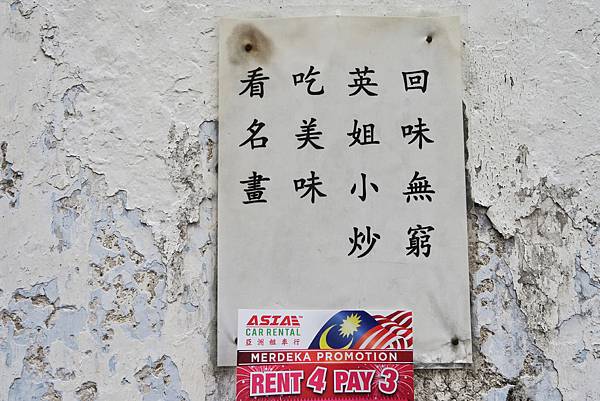 看名畫
吃美味
英姐小炒
回味無窮
ASIA™
CAR RENTAL
亞洲租車行
MERDEKA PROMOTION
RENT 4 PAY 3